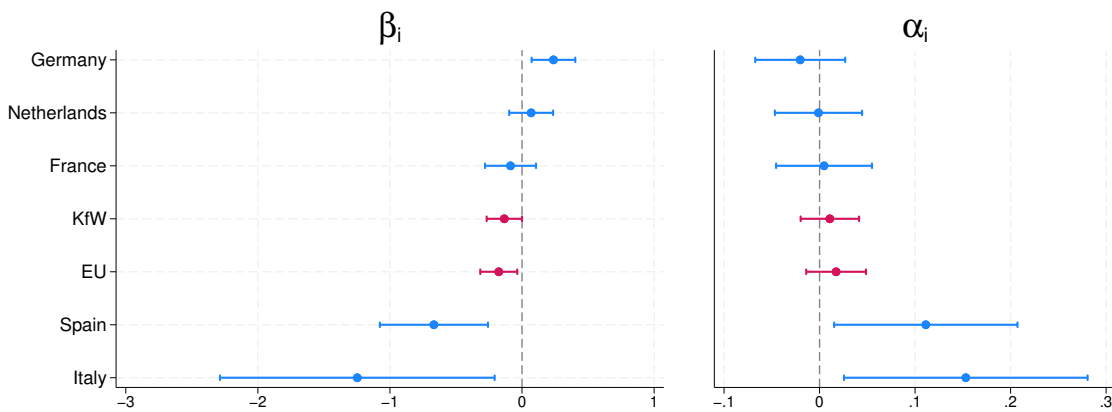 βi αi
Germany
Netherlands
France
KfW
EU
Spain
Italy
−3 −2 −1 0 1 −.1 0 .1 .2 .3